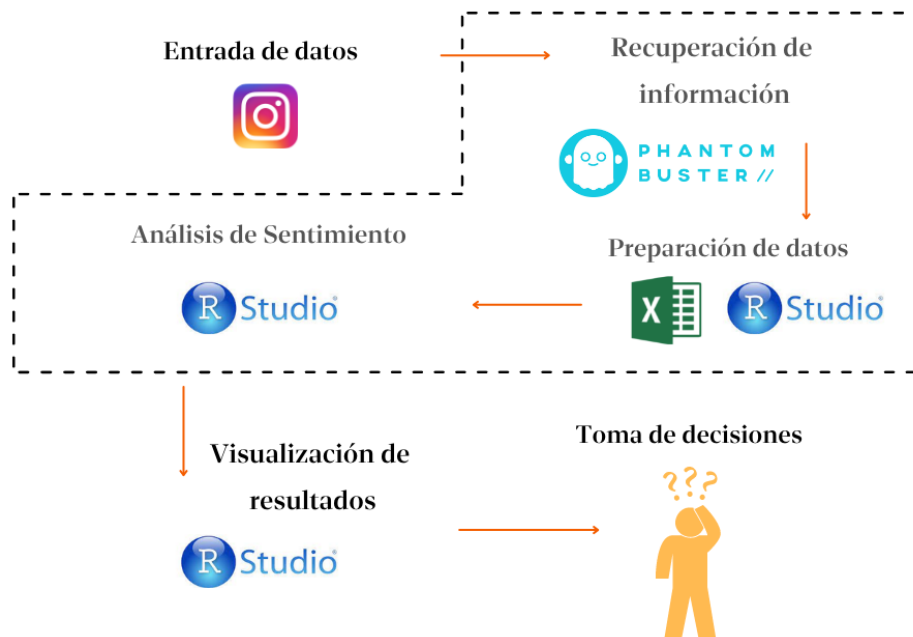 Entrada de datos
Recuperación de
información
PHANTOM
BUSTER //
Análisis de Sentimiento
Preparación de datos
R Studio
X
R Studio
Visualización de
resultados
Toma de decisiones
???
R Studio